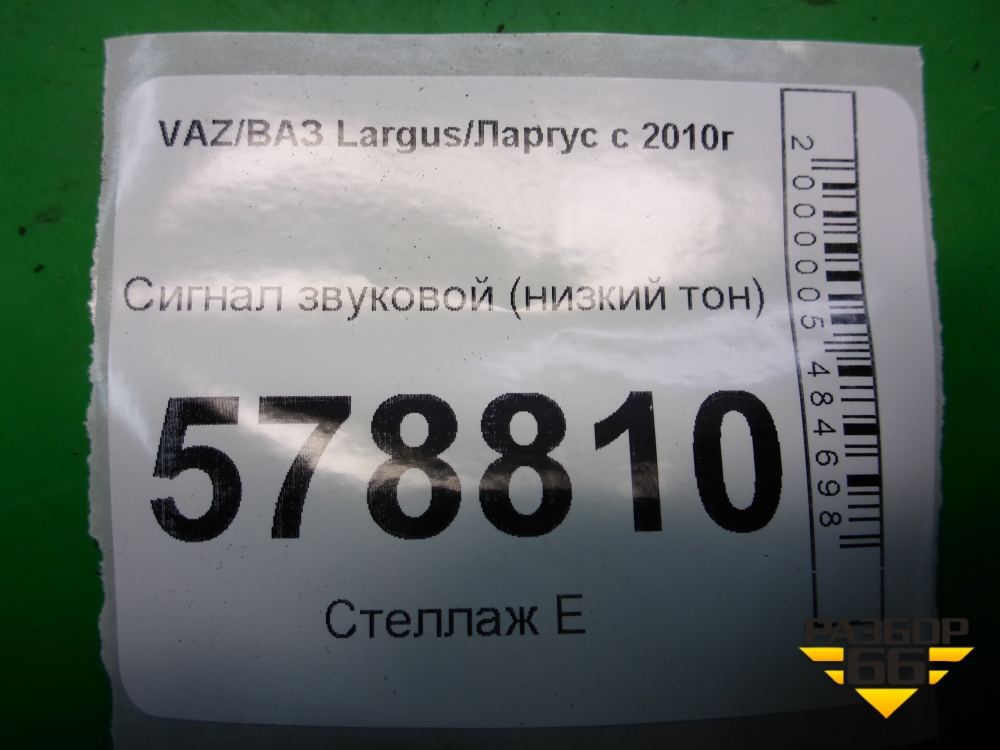 VAZ/ВАЗ Largus/Ларгус с 2010г
Сигнал звуковой (низкий тон)
578810
Стеллаж Е
2000005484698
РАЗБОР
66